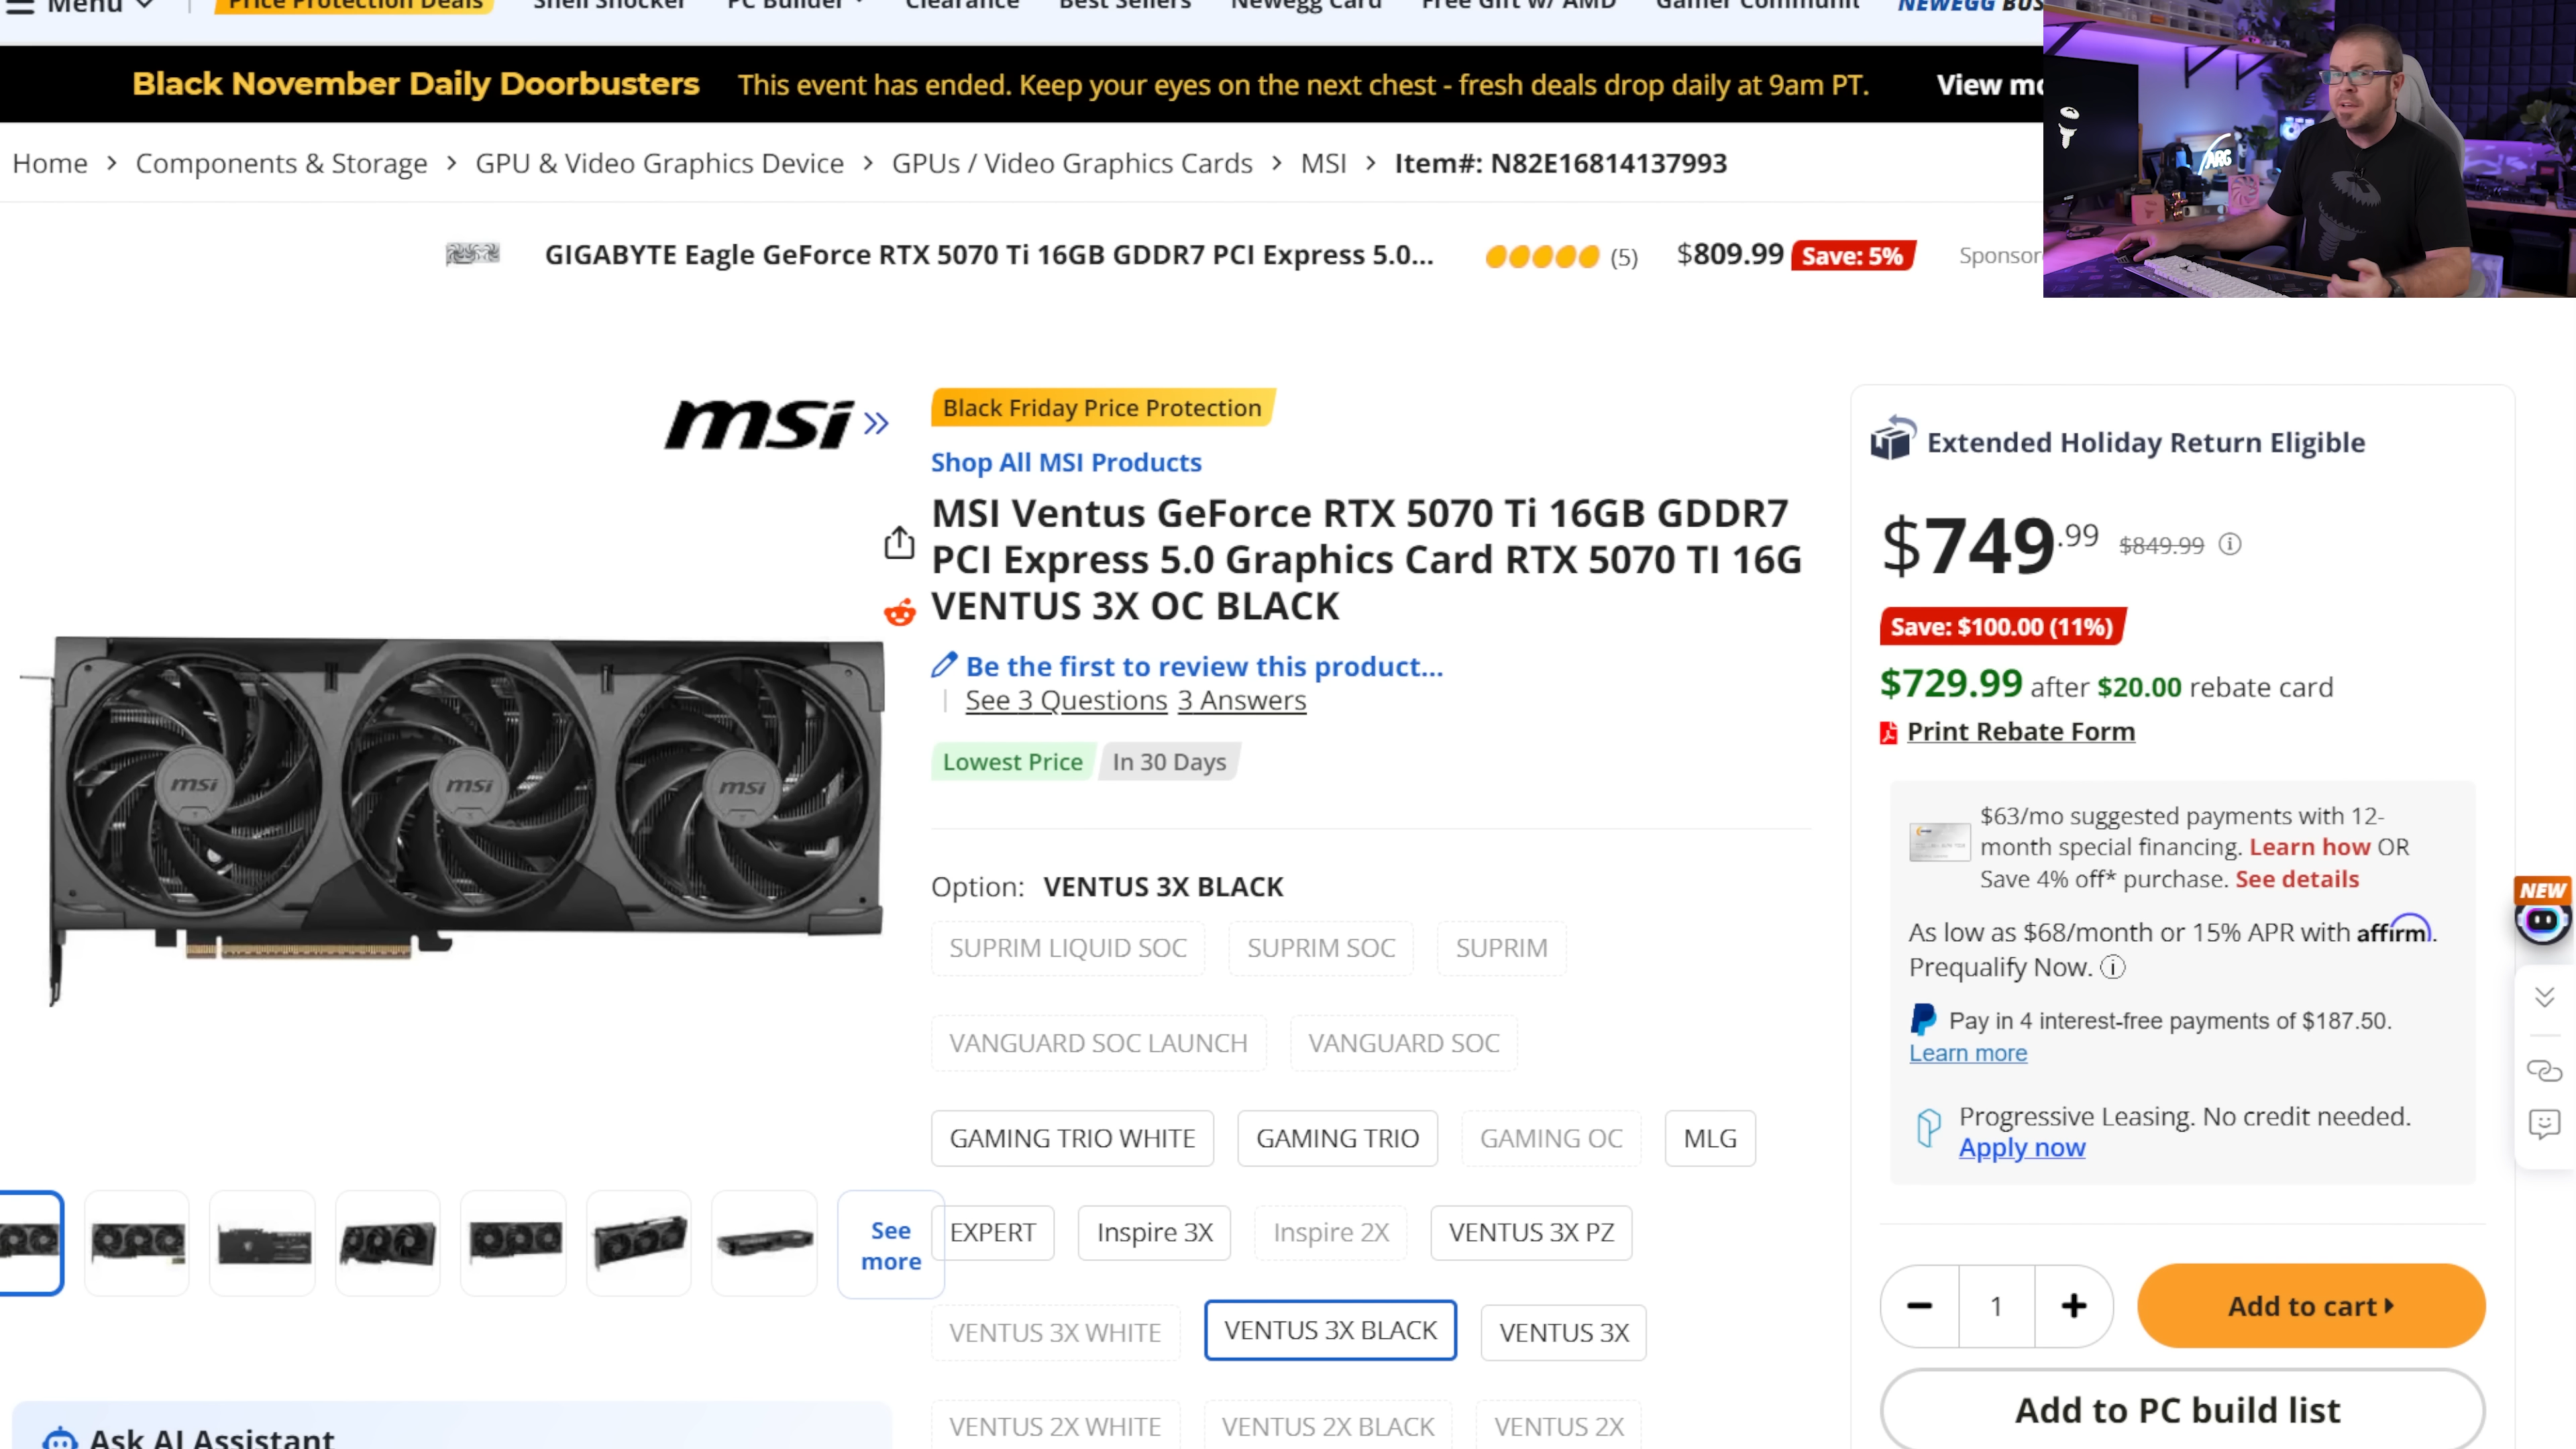 Menu
Price Protection Deals
Shell Shocker
PC Builder
Clearance
Best Sellers
Newegg Card
Free Gift w/ AMD
Gamer Communit
NEWEGG BUS
Black November Daily Doorbusters
This event has ended. Keep your eyes on the next chest - fresh deals drop daily at 9am PT.
View mo
Home > Components & Storage > GPU & Video Graphics Device > GPUs / Video Graphics Cards > MSI > Item#: N82E16814137993
GIGABYTE Eagle GeForce RTX 5070 Ti 16GB GDDR7 PCI Express 5.0...
(5)
$809.99
Save: 5%
Sponsor
ARG
msi
Black Friday Price Protection
Shop All MSI Products
MSI Ventus GeForce RTX 5070 Ti 16GB GDDR7
PCI Express 5.0 Graphics Card RTX 5070 TI 16G
VENTUS 3X OC BLACK
Be the first to review this product...
| See 3 Questions 3 Answers
Lowest Price
In 30 Days
msi
msi
msi
Option: VENTUS 3X BLACK
SUPRIM LIQUID SOC
SUPRIM SOC
SUPRIM
VANGUARD SOC LAUNCH
VANGUARD SOC
GAMING TRIO WHITE
GAMING TRIO
GAMING OC
MLG
EXPERT
Inspire 3X
Inspire 2X
VENTUS 3X PZ
VENTUS 3X WHITE
VENTUS 3X BLACK
VENTUS 3X
VENTUS 2X WHITE
VENTUS 2X BLACK
VENTUS 2X
See
more
Ask AI Assistant
Extended Holiday Return Eligible
$749.99
$849.99
Save: $100.00 (11%)
$729.99 after $20.00 rebate card
Print Rebate Form
$63/mo suggested payments with 12-
month special financing. Learn how OR
Save 4% off* purchase. See details
As low as $68/month or 15% APR with affirm.
Prequalify Now.
Pay in 4 interest-free payments of $187.50.
Learn more
Progressive Leasing. No credit needed.
Apply now
1
Add to cart
Add to PC build list
NEW